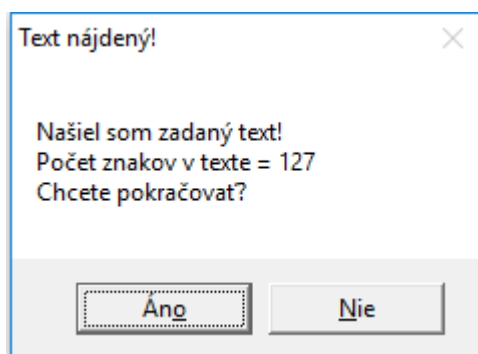 Text nájdený!
Našiel som zadaný text!
Počet znakov v texte = 127
Chcete pokračovať?
Áno
Nie